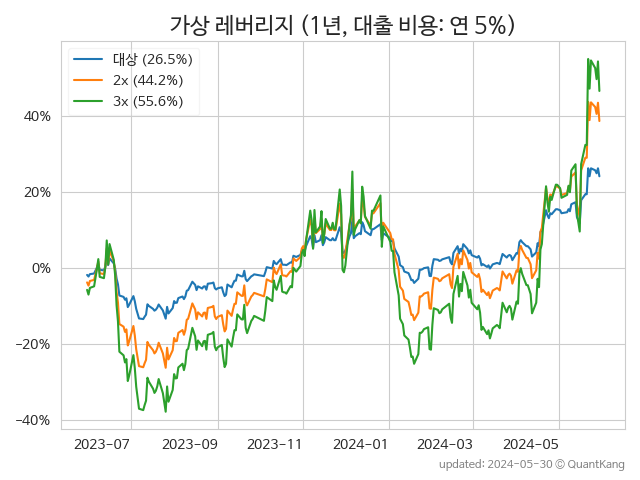 가상 레버리지 (1년, 대출 비용: 연 5%)
대상 (26.5%)
2x (44.2%)
3x (55.6%)
40%
20%
0%
−20%
−40%
2023-07
2023-09
2023-11
2024-01
2024-03
2024-05
updated: 2024-05-30 © QuantKang